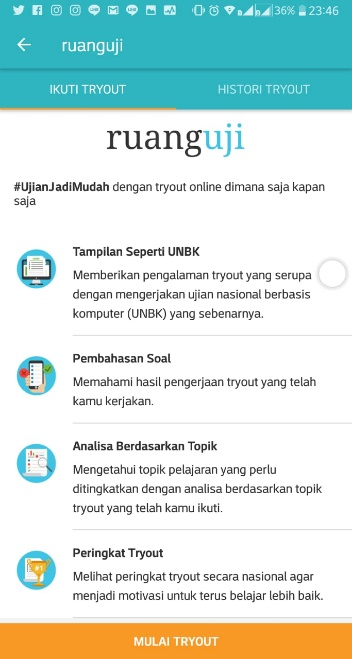 36% 23:46
ruanguji
IKUTI TRYOUT
HISTORI TRYOUT
ruanguji
#UjianJadiMudah dengan tryout online dimana saja kapan
saja
Tampilan Seperti UNBK
Memberikan pengalaman tryout yang serupa
dengan mengerjakan ujian nasional berbasis
komputer (UNBK) yang sebenarnya.
Pembahasan Soal
Memahami hasil pengerjaan tryout yang telah
kamu kerjakan.
Analisa Berdasarkan Topik
Mengetahui topik pelajaran yang perlu
ditingkatkan dengan analisa berdasarkan topik
tryout yang telah kamu ikuti.
Peringkat Tryout
Melihat peringkat tryout secara nasional agar
menjadi motivasi untuk terus belajar lebih baik.
#1
MULAI TRYOUT